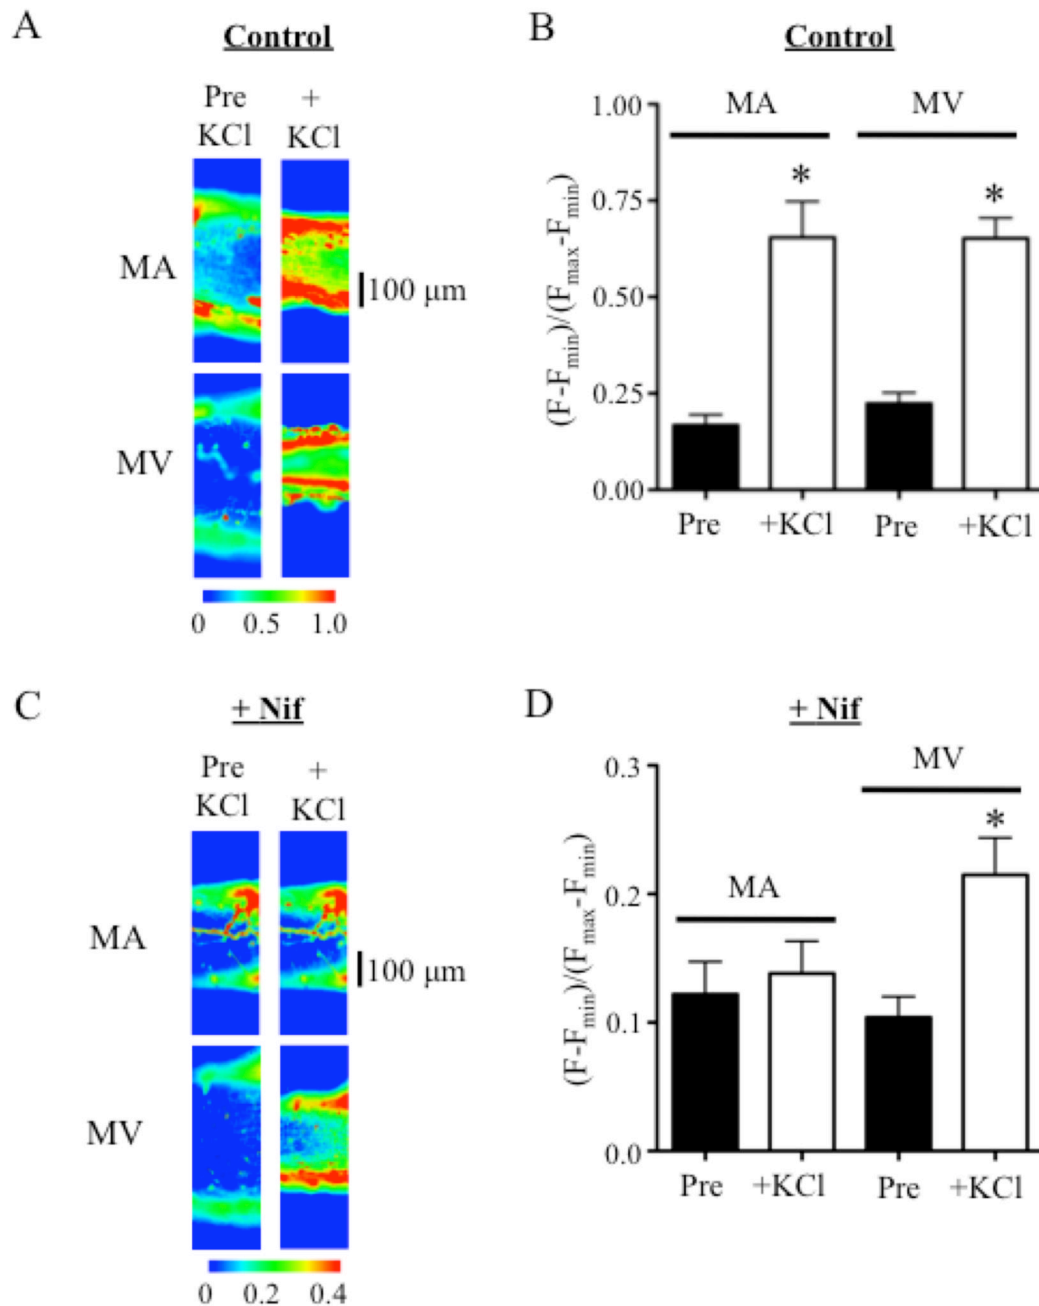 A
Control
Pre
KCl
+
KCl
MA
100 μm
MV
0 0.5 1.0
B
Control
MA MV
1.00
0.75
0.50
0.25
0.00
(F-Fmin)/(Fmax-Fmin)
* *
Pre +KCl Pre +KCl
C
+ Nif
Pre
KCl
+
KCl
MA
100 μm
MV
0 0.2 0.4
D
+ Nif
MV
MA
*
0.3
0.2
0.1
0.0
(F-Fmin)/(Fmax-Fmin)
Pre +KCl Pre +KCl